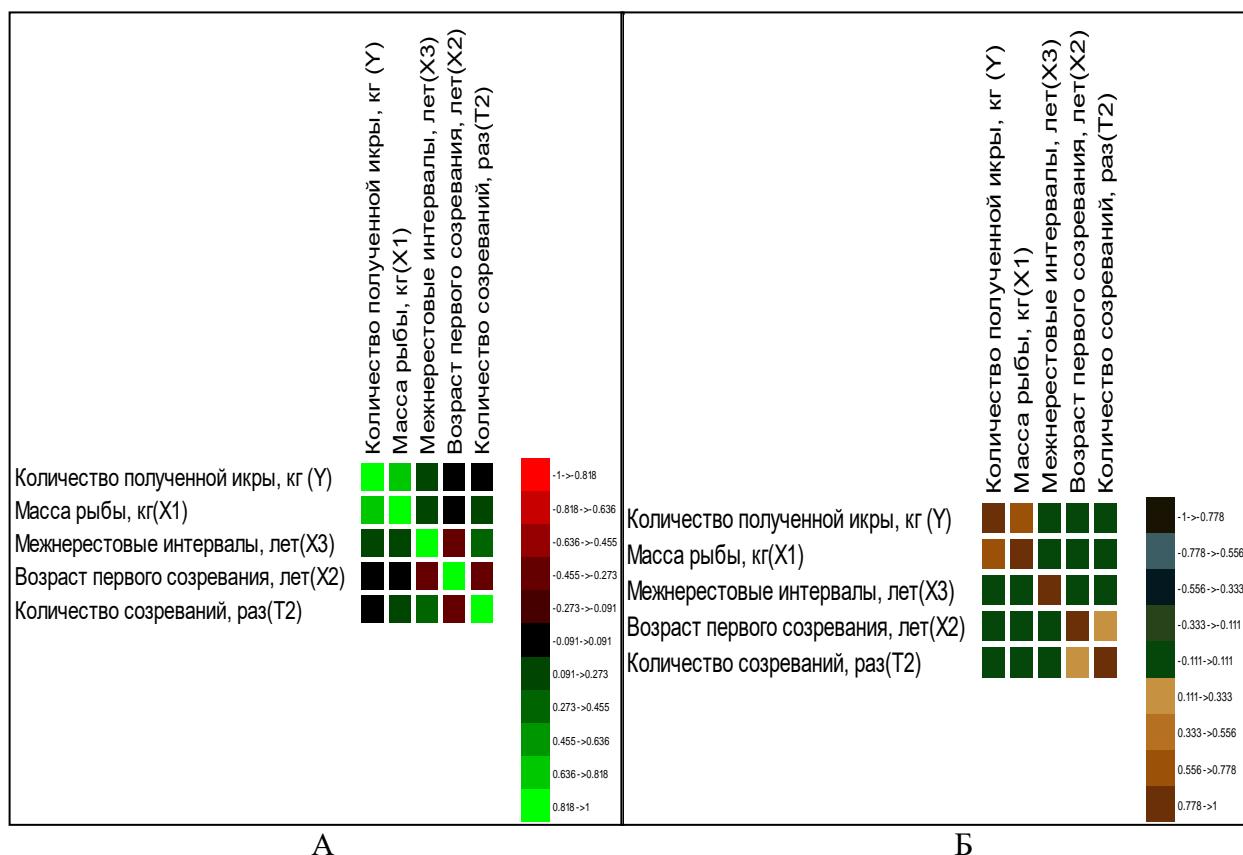 Количество полученной икры, кг (Y)
Масса рыбы, кг(X1)
Межнерестовые интервалы, лет(X3)
Возраст первого созревания, лет(X2)
Количество созреваний, раз(T2)
Количество полученной икры, кг (Y)
Масса рыбы, кг(X1)
Межнерестовые интервалы, лет(X3)
Возраст первого созревания, лет(X2)
Количество созреваний, раз(T2)
-1->-0.818
-0.818->-0.636
-0.636->-0.455
-0.455->-0.273
-0.273->-0.091
-0.091->0.091
0.091->0.273
0.273->0.455
0.455->0.636
0.636->0.818
0.818->1
А
Количество полученной икры, кг (Y)
Масса рыбы, кг(X1)
Межнерестовые интервалы, лет(X3)
Возраст первого созревания, лет(X2)
Количество созреваний, раз(T2)
Количество полученной икры, кг (Y)
Масса рыбы, кг(X1)
Межнерестовые интервалы, лет(X3)
Возраст первого созревания, лет(X2)
Количество созреваний, раз(T2)
-1->-0.778
-0.778->-0.556
-0.556->-0.333
-0.333->-0.111
-0.111->0.111
0.111->0.333
0.333->0.556
0.556->0.778
0.778->1
Б